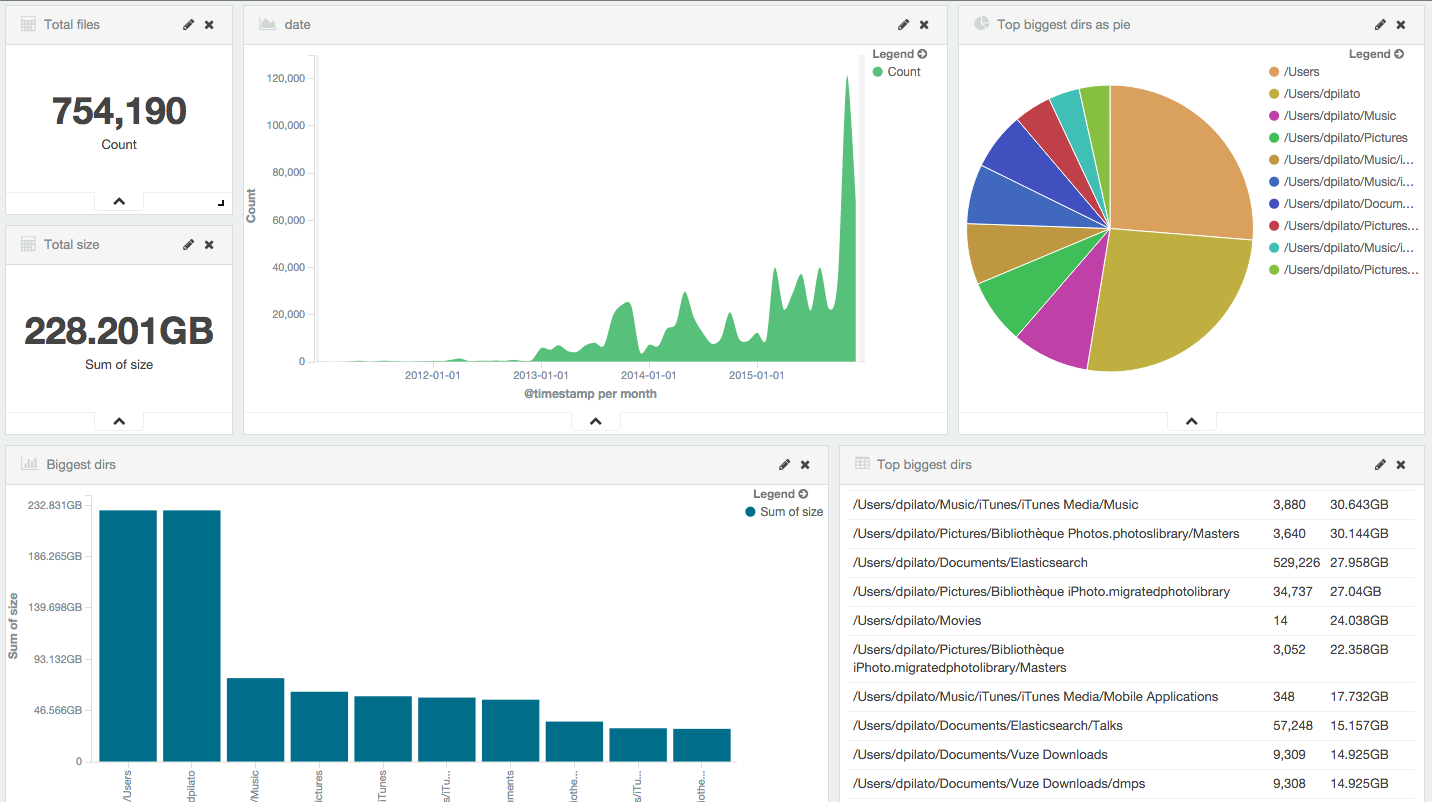 Total files
754,190
Count
Total size
228.201GB
Sum of size
date
Legend
Count
Count
120,000
100,000
80,000
60,000
40,000
20,000
0
2012-01-01
2013-01-01
2014-01-01
2015-01-01
@timestamp per month
Top biggest dirs as pie
Legend
/Users
/Users/dpilato
/Users/dpilato/Music
/Users/dpilato/Pictures
/Users/dpilato/Music/i...
/Users/dpilato/Music/i...
/Users/dpilato/Docum...
/Users/dpilato/Pictures...
/Users/dpilato/Music/i...
/Users/dpilato/Pictures...
Biggest dirs
Legend
Sum of size
Sum of size
232.831GB
186.265GB
139.698GB
93.132GB
46.566GB
0
/Users
dpilato
/Music
ictures
iTunes
s/iTu...
ments
iothe...
s/iTu...
iothe...
Top biggest dirs
/Users/dpilato/Music/iTunes/iTunes Media/Music 3,880 30.643GB
/Users/dpilato/Pictures/Bibliothèque Photos.photoslibrary/Masters 3,640 30.144GB
/Users/dpilato/Documents/Elasticsearch 529,226 27.958GB
/Users/dpilato/Pictures/Bibliothèque iPhoto.migratedphotolibrary 34,737 27.04GB
/Users/dpilato/Movies 14 24.038GB
/Users/dpilato/Pictures/Bibliothèque 3,052 22.358GB
iPhoto.migratedphotolibrary/Masters
/Users/dpilato/Music/iTunes/iTunes Media/Mobile Applications 348 17.732GB
/Users/dpilato/Documents/Elasticsearch/Talks 57,248 15.157GB
/Users/dpilato/Documents/Vuze Downloads 9,309 14.925GB
/Users/dpilato/Documents/Vuze Downloads/dmps 9,308 14.925GB